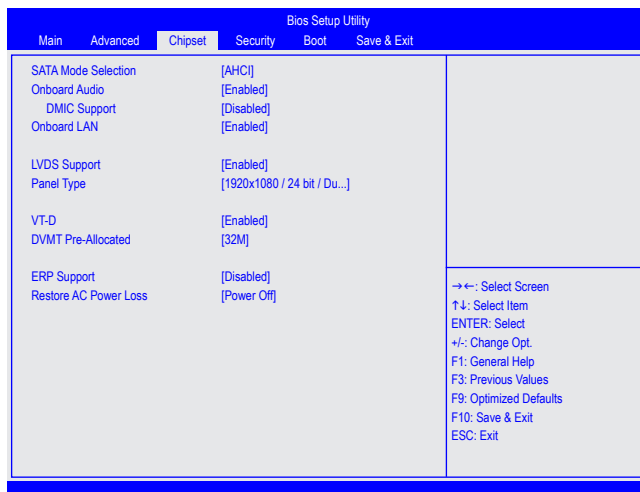 Bios Setup Utility
Main Advanced Chipset Security Boot Save & Exit
SATA Mode Selection [AHCI]
Onboard Audio [Enabled]
DMIC Support [Disabled]
Onboard LAN [Enabled]
LVDS Support [Enabled]
Panel Type [1920x1080 / 24 bit / Du...]
VT-D [Enabled]
DVMT Pre-Allocated [32M]
ERP Support [Disabled]
Restore AC Power Loss [Power Off]
→←: Select Screen
↑↓: Select Item
ENTER: Select
+/-: Change Opt.
F1: General Help
F3: Previous Values
F9: Optimized Defaults
F10: Save & Exit
ESC: Exit